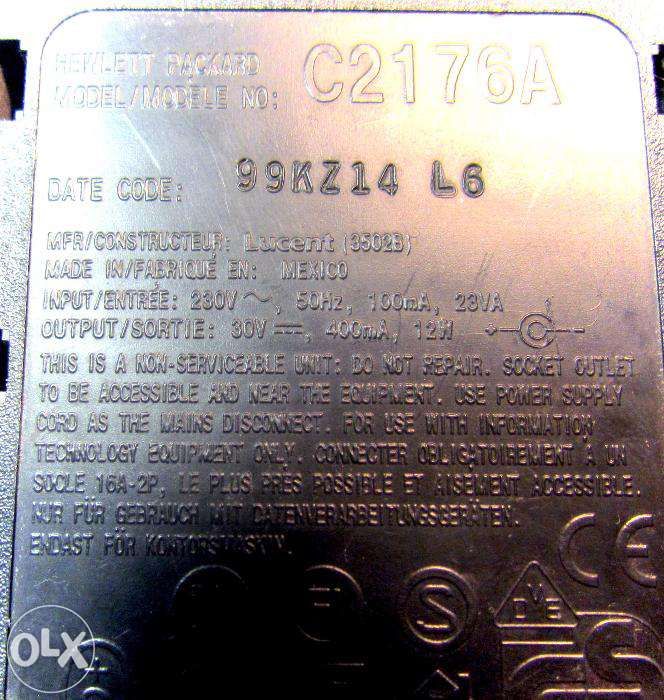 HEWLETT PACKARD
MODEL/MODÈLE NO: C2176A
DATE CODE: 99KZ14 L6
MFR/CONSTRUCTEUR: Lucent (3502B)
MADE IN/FABRIQUÉ EN: MEXICO
INPUT/ENTRÉE: 230V ~, 50Hz, 100mA, 23VA
OUTPUT/SORTIE: 30V ⎓, 400mA, 12W + -
THIS IS A NON-SERVICEABLE UNIT: DO NOT REPAIR. SOCKET OUTLET
TO BE ACCESSIBLE AND NEAR THE EQUIPMENT. USE POWER SUPPLY
CORD AS THE MAINS DISCONNECT. FOR USE WITH INFORMATION
TECHNOLOGY EQUIPMENT ONLY. CONNECTER OBLIGATOIREMENT A UN
SOCLE 16A-2P, LE PLUS PRÉS POSSIBLE ET AISEMENT ACCESSIBLE.
NUR FÜR GEBRAUCH MIT DATENVERARBEITUNGSGERÄTEN.
ENDAST FÖR KONTORSTASKIV.
CE
S
VDE
OLX